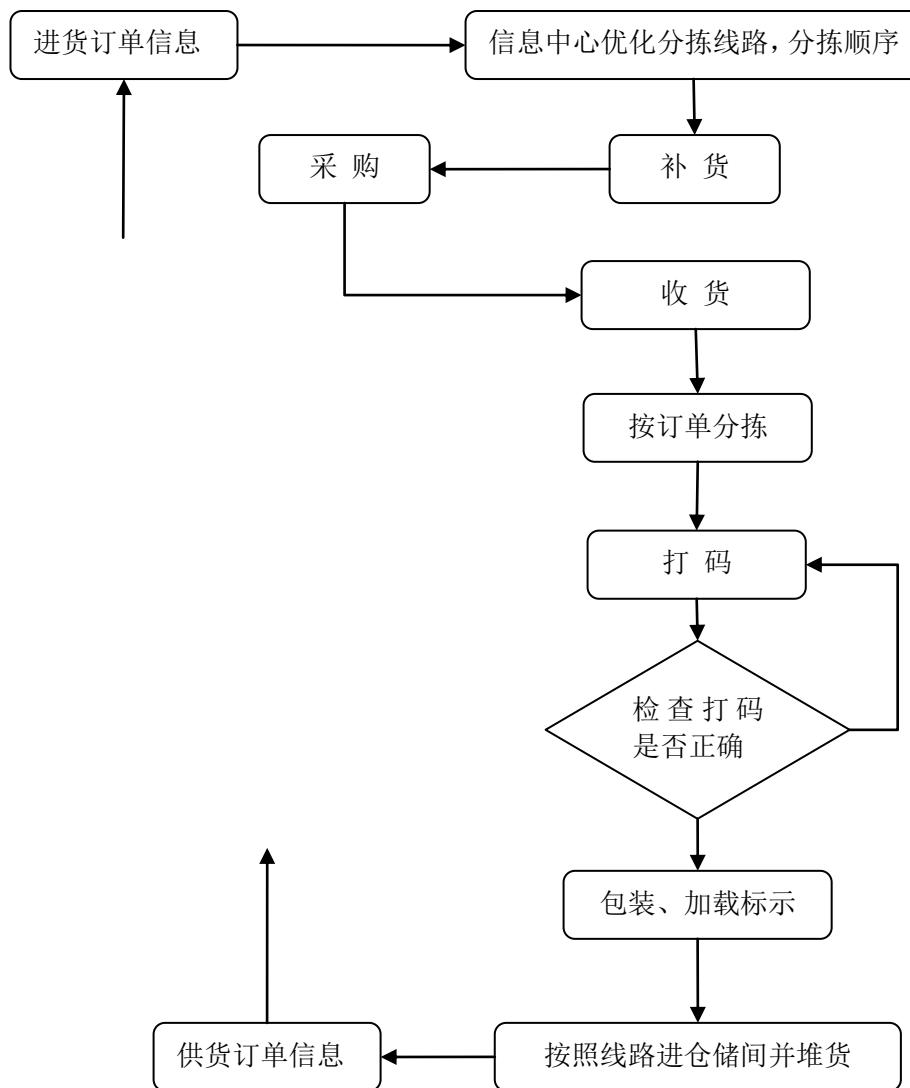 进货订单信息
信息中心优化分拣线路，分拣顺序
采 购
补 货
收 货
按订单分拣
打 码
检 查 打 码
是否正确
包装、加载标示
供货订单信息
按照线路进仓储间并堆货